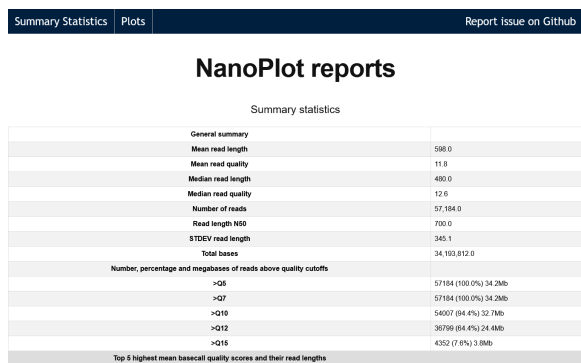 Summary Statistics Plots Report issue on Github
NanoPlot reports
Summary statistics
General summary
Mean read length 598.0
Mean read quality 11.8
Median read length 480.0
Median read quality 12.6
Number of reads 57,184.0
Read length N50 700.0
STDEV read length 345.1
Total bases 34,193,812.0
Number, percentage and megabases of reads above quality cutoffs
>Q5 57184 (100.0%) 34.2Mb
>Q7 57184 (100.0%) 34.2Mb
>Q10 54007 (94.4%) 32.7Mb
>Q12 36799 (64.4%) 24.4Mb
>Q15 4352 (7.6%) 3.8Mb
Top 5 highest mean basecall quality scores and their read lengths